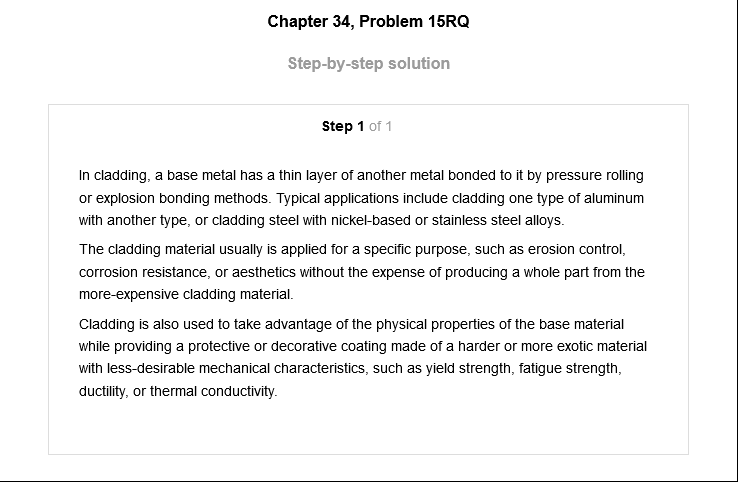 Chapter 34, Problem 15RQ
Step-by-step solution
Step 1 of 1
In cladding, a base metal has a thin layer of another metal bonded to it by pressure rolling
or explosion bonding methods. Typical applications include cladding one type of aluminum
with another type, or cladding steel with nickel-based or stainless steel alloys.
The cladding material usually is applied for a specific purpose, such as erosion control,
corrosion resistance, or aesthetics without the expense of producing a whole part from the
more-expensive cladding material.
Cladding is also used to take advantage of the physical properties of the base material
while providing a protective or decorative coating made of a harder or more exotic material
with less-desirable mechanical characteristics, such as yield strength, fatigue strength,
ductility, or thermal conductivity.